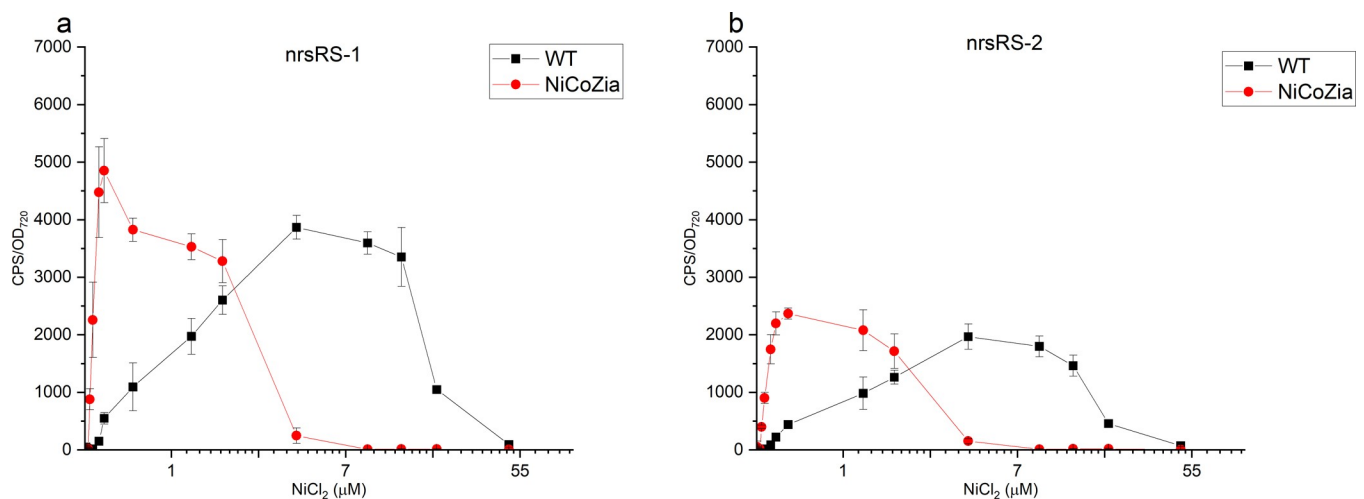 a
nrsRS-1
WT
NiCoZia
7000
6000
5000
4000
3000
2000
1000
0
CPS/OD₇₂₀
1
7
55
NiCl₂ (μM)
b
nrsRS-2
WT
NiCoZia
7000
6000
5000
4000
3000
2000
1000
0
CPS/OD₇₂₀
1
7
55
NiCl₂ (μM)